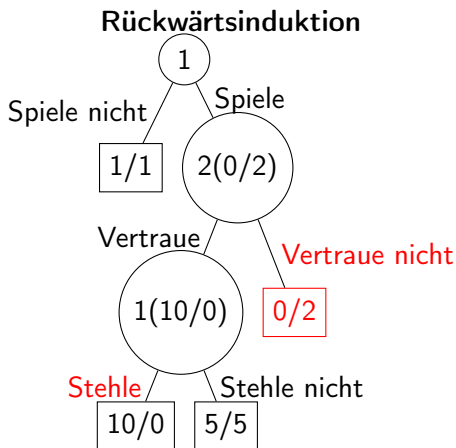 Rückwärtsinduktion
1
Spiele nicht
Spiele
1/1
2(0/2)
Vertraue
Vertraue nicht
1(10/0)
0/2
Stehle
Stehle nicht
10/0
5/5